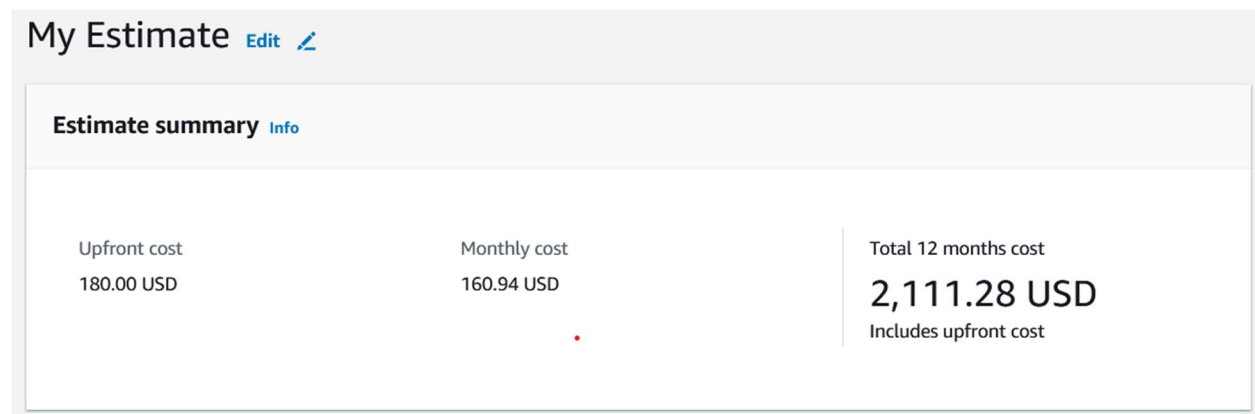 My Estimate Edit
Estimate summary Info
Upfront cost
180.00 USD
Monthly cost
160.94 USD
Total 12 months cost
2,111.28 USD
Includes upfront cost